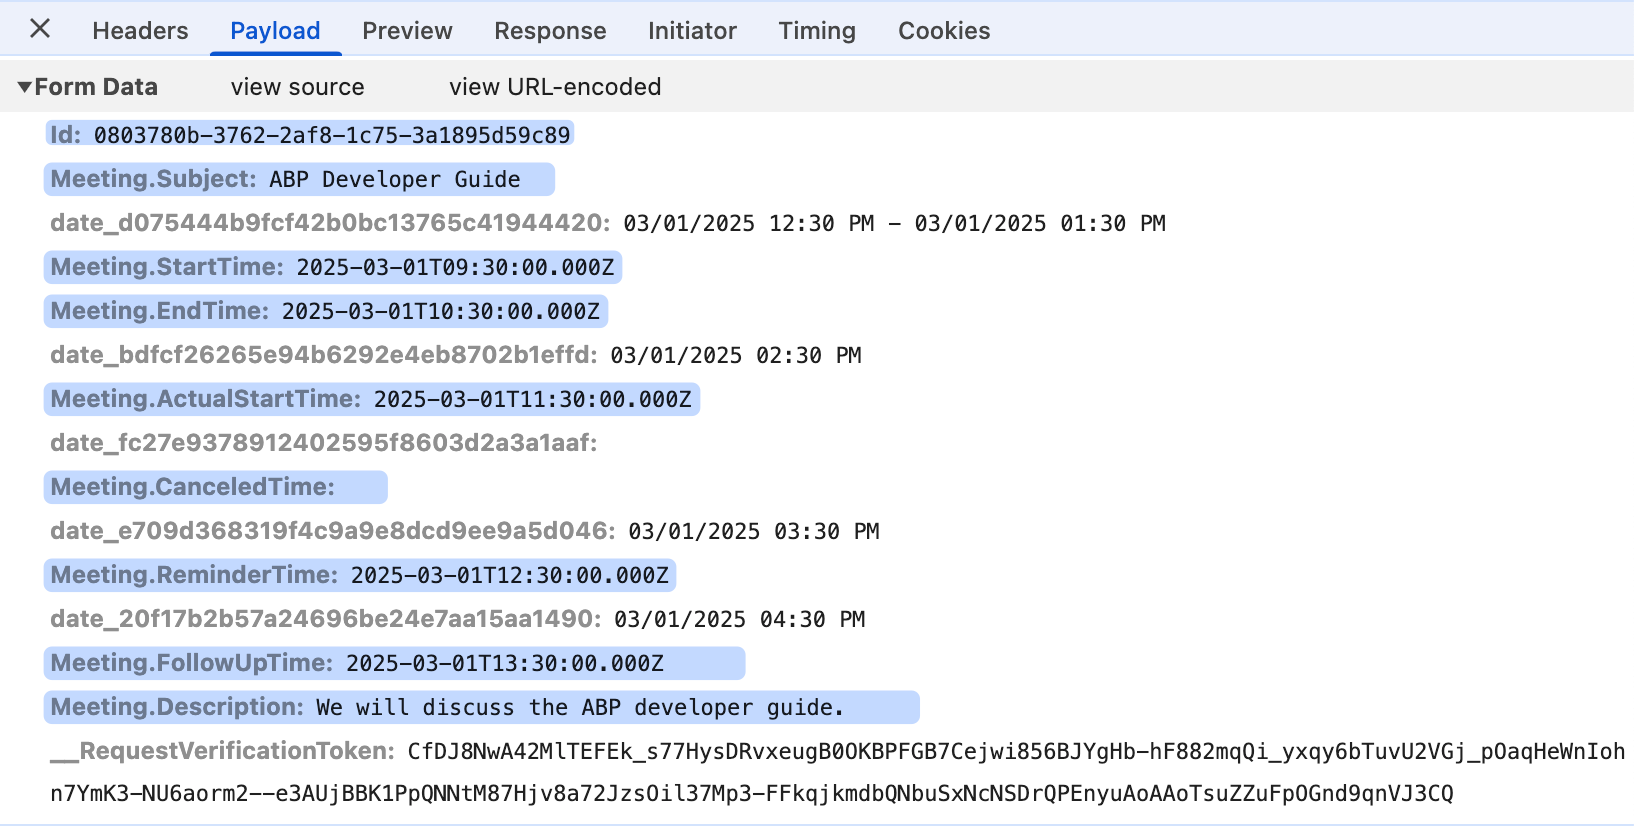 Headers Payload Preview Response Initiator Timing Cookies
Form Data view source view URL-encoded
Id: 0803780b-3762-2af8-1c75-3a1895d59c89
Meeting.Subject: ABP Developer Guide
date_d075444b9fcf42b0bc13765c41944420: 03/01/2025 12:30 PM - 03/01/2025 01:30 PM
Meeting.StartTime: 2025-03-01T09:30:00.000Z
Meeting.EndTime: 2025-03-01T10:30:00.000Z
date_bdfcf26265e94b6292e4eb8702b1effd: 03/01/2025 02:30 PM
Meeting.ActualStartTime: 2025-03-01T11:30:00.000Z
date_fc27e9378912402595f8603d2a3a1aaf:
Meeting.CanceledTime:
date_e709d368319f4c9a9e8dcd9ee9a5d046: 03/01/2025 03:30 PM
Meeting.ReminderTime: 2025-03-01T12:30:00.000Z
date_20f17b2b57a24696be24e7aa15aa1490: 03/01/2025 04:30 PM
Meeting.FollowUpTime: 2025-03-01T13:30:00.000Z
Meeting.Description: We will discuss the ABP developer guide.
__RequestVerificationToken: CfDJ8NwA42MlTEFEk_s77HysDRvxeugB0OKBPFGB7Cejwi856BJYgHb-hF882mqQi_yxqy6bTuvU2VGj_pOaqHeWnIoh
n7YmK3-NU6aorm2--e3AUjBBK1PpQNNtM87Hjv8a72JzsOil37Mp3-FFkqjkmdbQNbuSxNcNSDrQPEnyuAoAAoTsuZZuFpOGnd9qnVJ3CQ